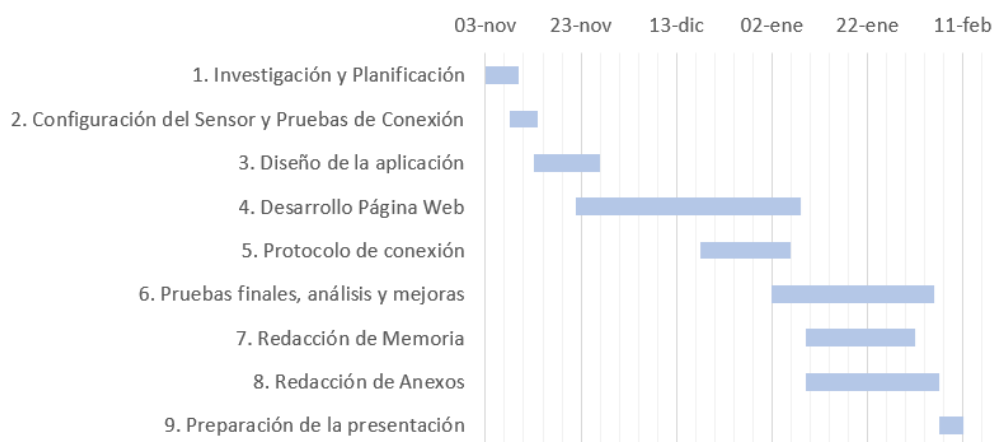 03-nov 23-nov 13-dic 02-ene 22-ene 11-feb
1. Investigación y Planificación
2. Configuración del Sensor y Pruebas de Conexión
3. Diseño de la aplicación
4. Desarrollo Página Web
5. Protocolo de conexión
6. Pruebas finales, análisis y mejoras
7. Redacción de Memoria
8. Redacción de Anexos
9. Preparación de la presentación